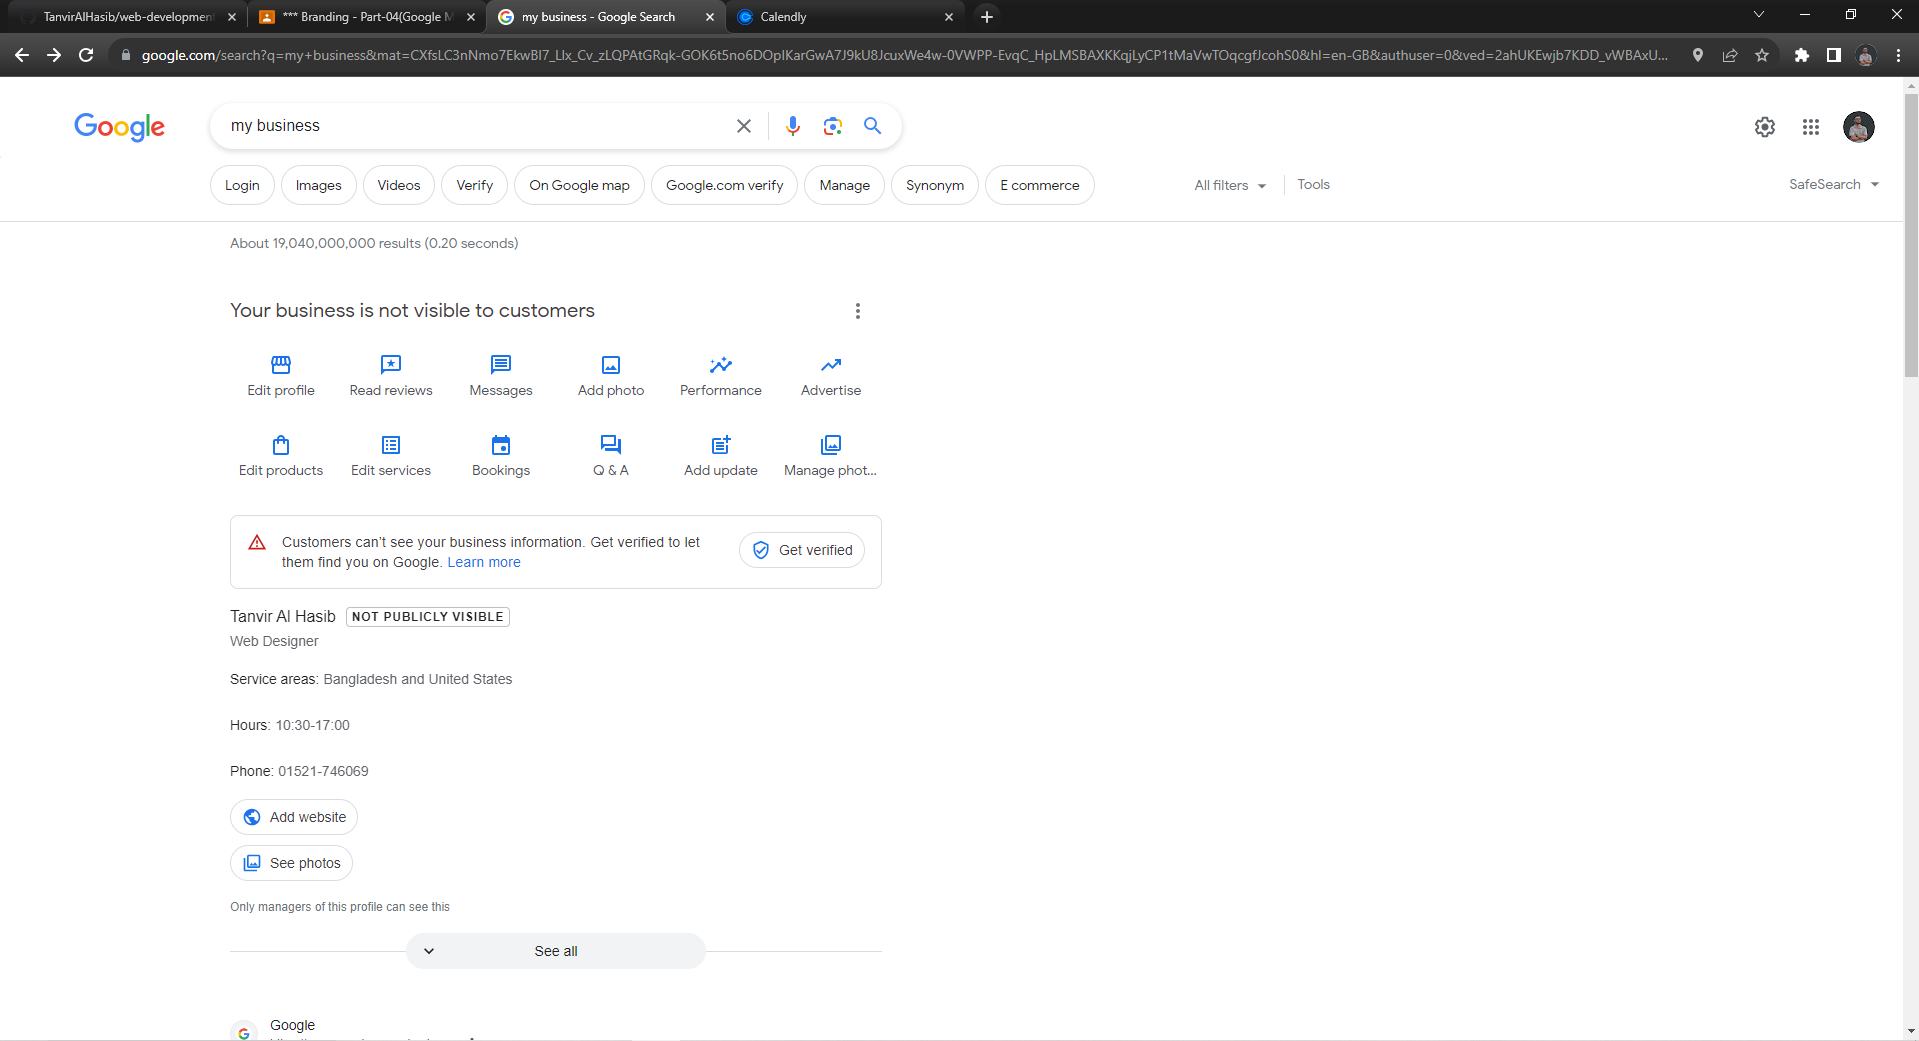 TanvirAlHasib/web-development
*** Branding - Part-04(Google M
my business - Google Search
Calendly
google.com/search?q=my+business&mat=CXfsLC3nNmo7EkwBI7_LIx_Cv_zLQPAtGRqk-GOK6t5no6DOpIKarGwA7J9kU8JcuxWe4w-0VWPP-EvqC_HpLMSBAXKKqjLyCP1tMaVwTOqcgfJcohS0&hl=en-GB&authuser=0&ved=2ahUKEwjb7KDD_vWBAxU...
Google
my business
Login
Images
Videos
Verify
On Google map
Google.com verify
Manage
Synonym
E commerce
All filters
Tools
SafeSearch
About 19,040,000,000 results (0.20 seconds)
Your business is not visible to customers
Edit profile
Read reviews
Messages
Add photo
Performance
Advertise
Edit products
Edit services
Bookings
Q & A
Add update
Manage phot...
Customers can't see your business information. Get verified to let
them find you on Google. Learn more
Get verified
Tanvir Al Hasib NOT PUBLICLY VISIBLE
Web Designer
Service areas: Bangladesh and United States
Hours: 10:30-17:00
Phone: 01521-746069
Add website
See photos
Only managers of this profile can see this
See all
Google